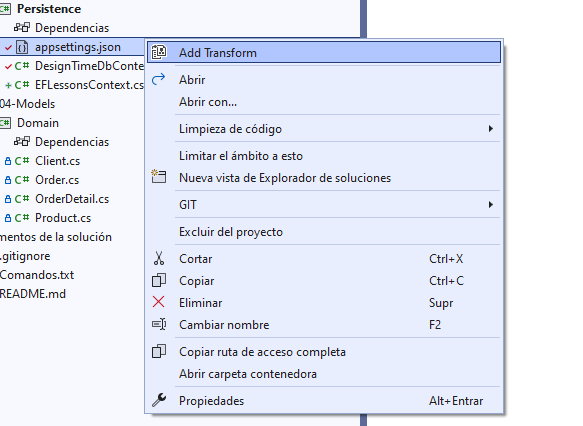 Persistence
Dependencias
appsettings.json
DesignTimeDbConte
EFLessonsContext.cs
04-Models
Domain
Dependencias
Client.cs
Order.cs
OrderDetail.cs
Product.cs
mentos de la solución
.gitignore
Comandos.txt
README.md
Add Transform
Abrir
Abrir con...
Limpieza de código
Limitar el ámbito a esto
Nueva vista de Explorador de soluciones
GIT
Excluir del proyecto
Cortar Ctrl+X
Copiar Ctrl+C
Eliminar Supr
Cambiar nombre F2
Copiar ruta de acceso completa
Abrir carpeta contenedora
Propiedades Alt+Entrar